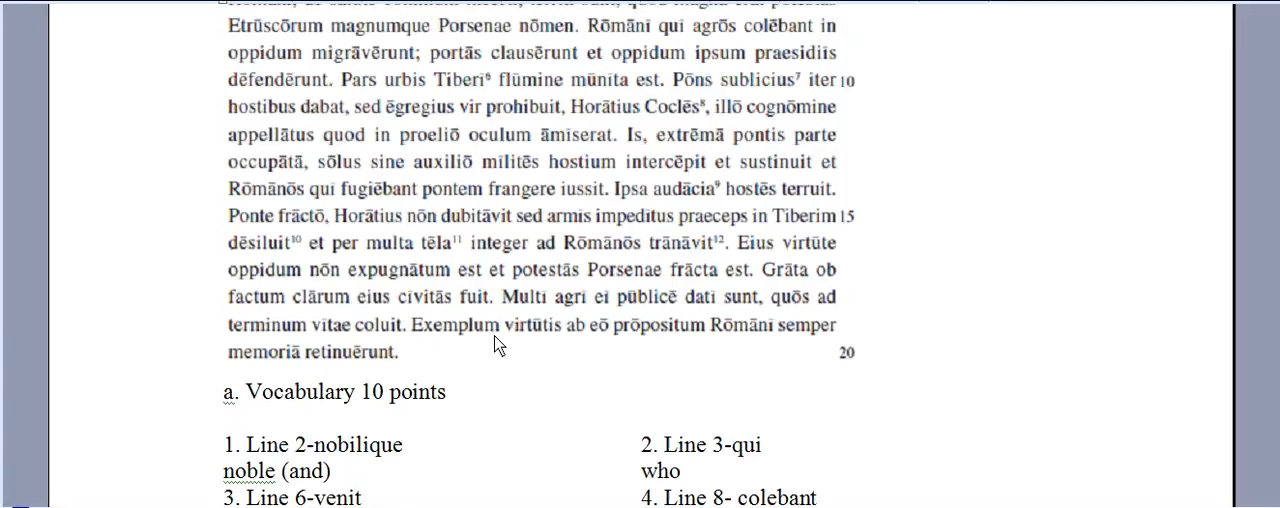 Etrūscōrum magnumque Porsenae nōmen. Rōmānī qui agrōs colēbant in
oppidum migrāvērunt; portās clausērunt et oppidum ipsum praesidiīs
dēfendērunt. Pars urbis Tiberī⁶ flūmine mūnīta est. Pōns sublicius⁷ iter 10
hostibus dabat, sed ēgregius vir prohibuit, Horātius Coclēs⁸, illō cognōmine
appellātus quod in proeliō oculum āmīserat. Is, extrēmā pontis parte
occupātā, sōlus sine auxiliō mīlitēs hostium intercēpit et sustinuit et
Rōmānōs quī fugiēbant pontem frangere iussit. Ipsa audācia⁹ hostēs terruit.
Ponte frāctō, Horātius nōn dubitāvit sed armīs impedītus praeceps in Tiberim 15
dēsiluit¹⁰ et per multa tēla¹¹ integer ad Rōmānōs trānāvit¹². Eius virtūte
oppidum nōn expugnātum est et potestās Porsenae frācta est. Grāta ob
factum clārum eius cīvitās fuit. Multī agrī eī pūblicē datī sunt, quōs ad
terminum vītae coluit. Exemplum virtūtis ab eō prōpositum Rōmānī semper
memoriā retinuērunt. 20
a. Vocabulary 10 points
1. Line 2-nobilique 2. Line 3-qui
noble (and) who
3. Line 6-venit 4. Line 8- colebant